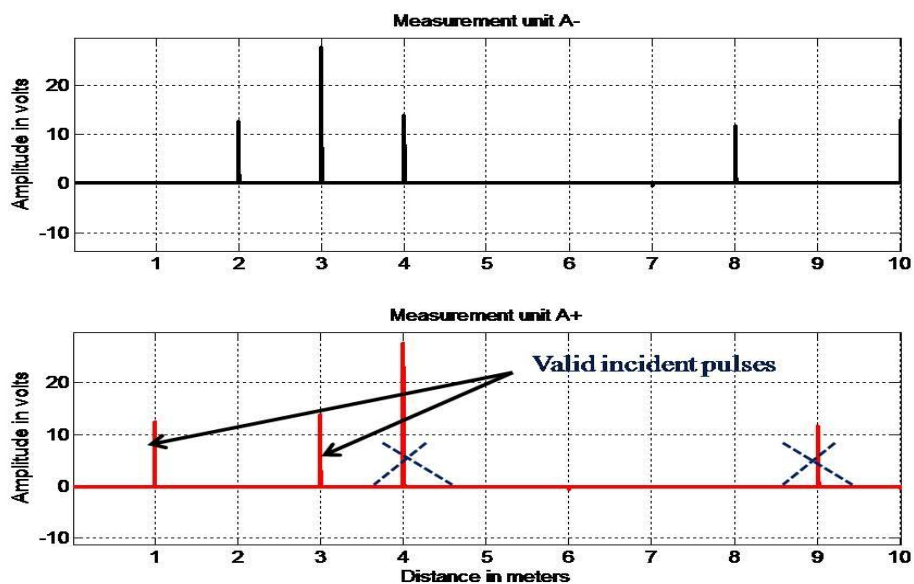 Measurement unit A-
Amplitude in volts
20
10
0
-10
1 2 3 4 5 6 7 8 9 10
Measurement unit A+
Amplitude in volts
Valid incident pulses
20
10
0
-10
1 2 3 4 5 6 7 8 9 10
Distance in meters